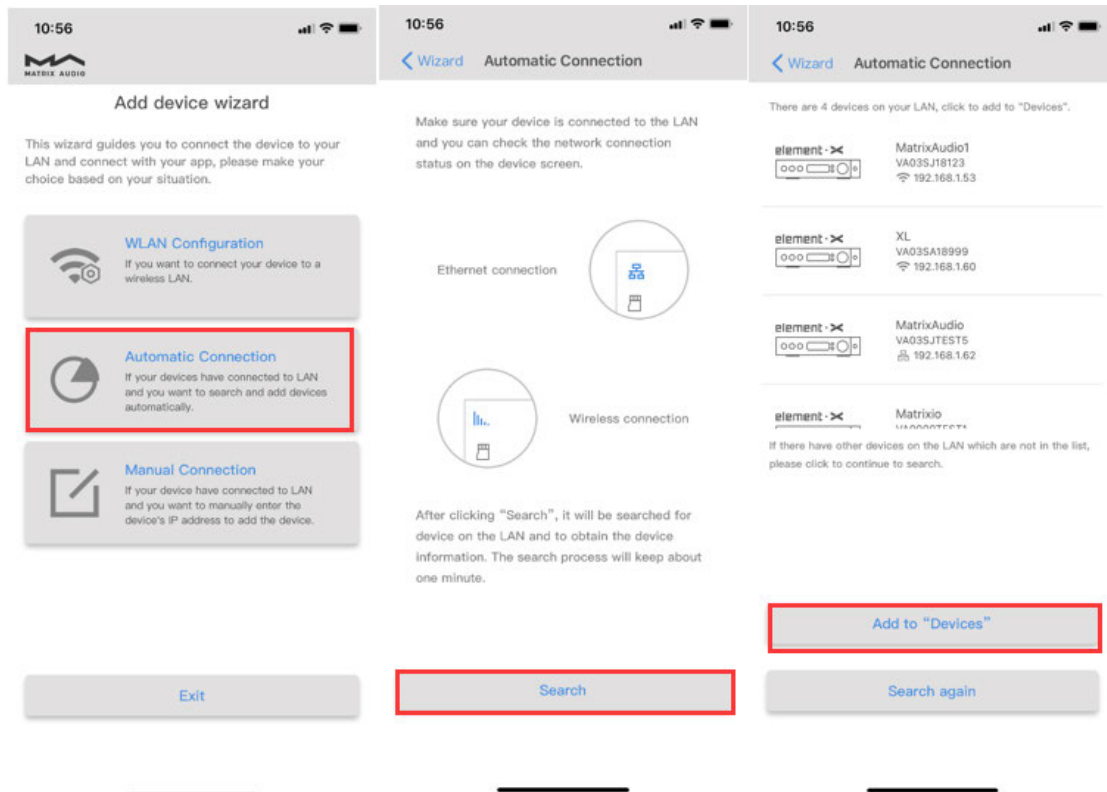 10:56
MATRIX AUDIO
Add device wizard
This wizard guides you to connect the device to your
LAN and connect with your app, please make your
choice based on your situation.
WLAN Configuration
If you want to connect your device to a
wireless LAN.
Automatic Connection
If your devices have connected to LAN
and you want to search and add devices
automatically.
Manual Connection
If your device have connected to LAN
and you want to manually enter the
device's IP address to add the device.
Exit
10:56
Wizard Automatic Connection
Make sure your device is connected to the LAN
and you can check the network connection
status on the device screen.
Ethernet connection
Wireless connection
After clicking “Search”, it will be searched for
device on the LAN and to obtain the device
information. The search process will keep about
one minute.
Search
10:56
Wizard Automatic Connection
There are 4 devices on your LAN, click to add to “Devices”.
element·X
MatrixAudio1
VA03SJ18123
192.168.1.53
element·X
XL
VA03SA18999
192.168.1.60
element·X
MatrixAudio
VA03SJTEST5
192.168.1.62
element·X
Matrixio
If there have other devices on the LAN which are not in the list,
please click to continue to search.
Add to “Devices”
Search again